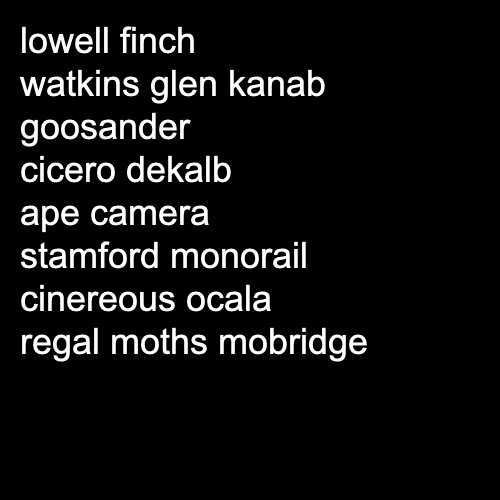 lowell finch
watkins glen kanab
goosander
cicero dekalb
ape camera
stamford monorail
cinereous ocala
regal moths mobridge